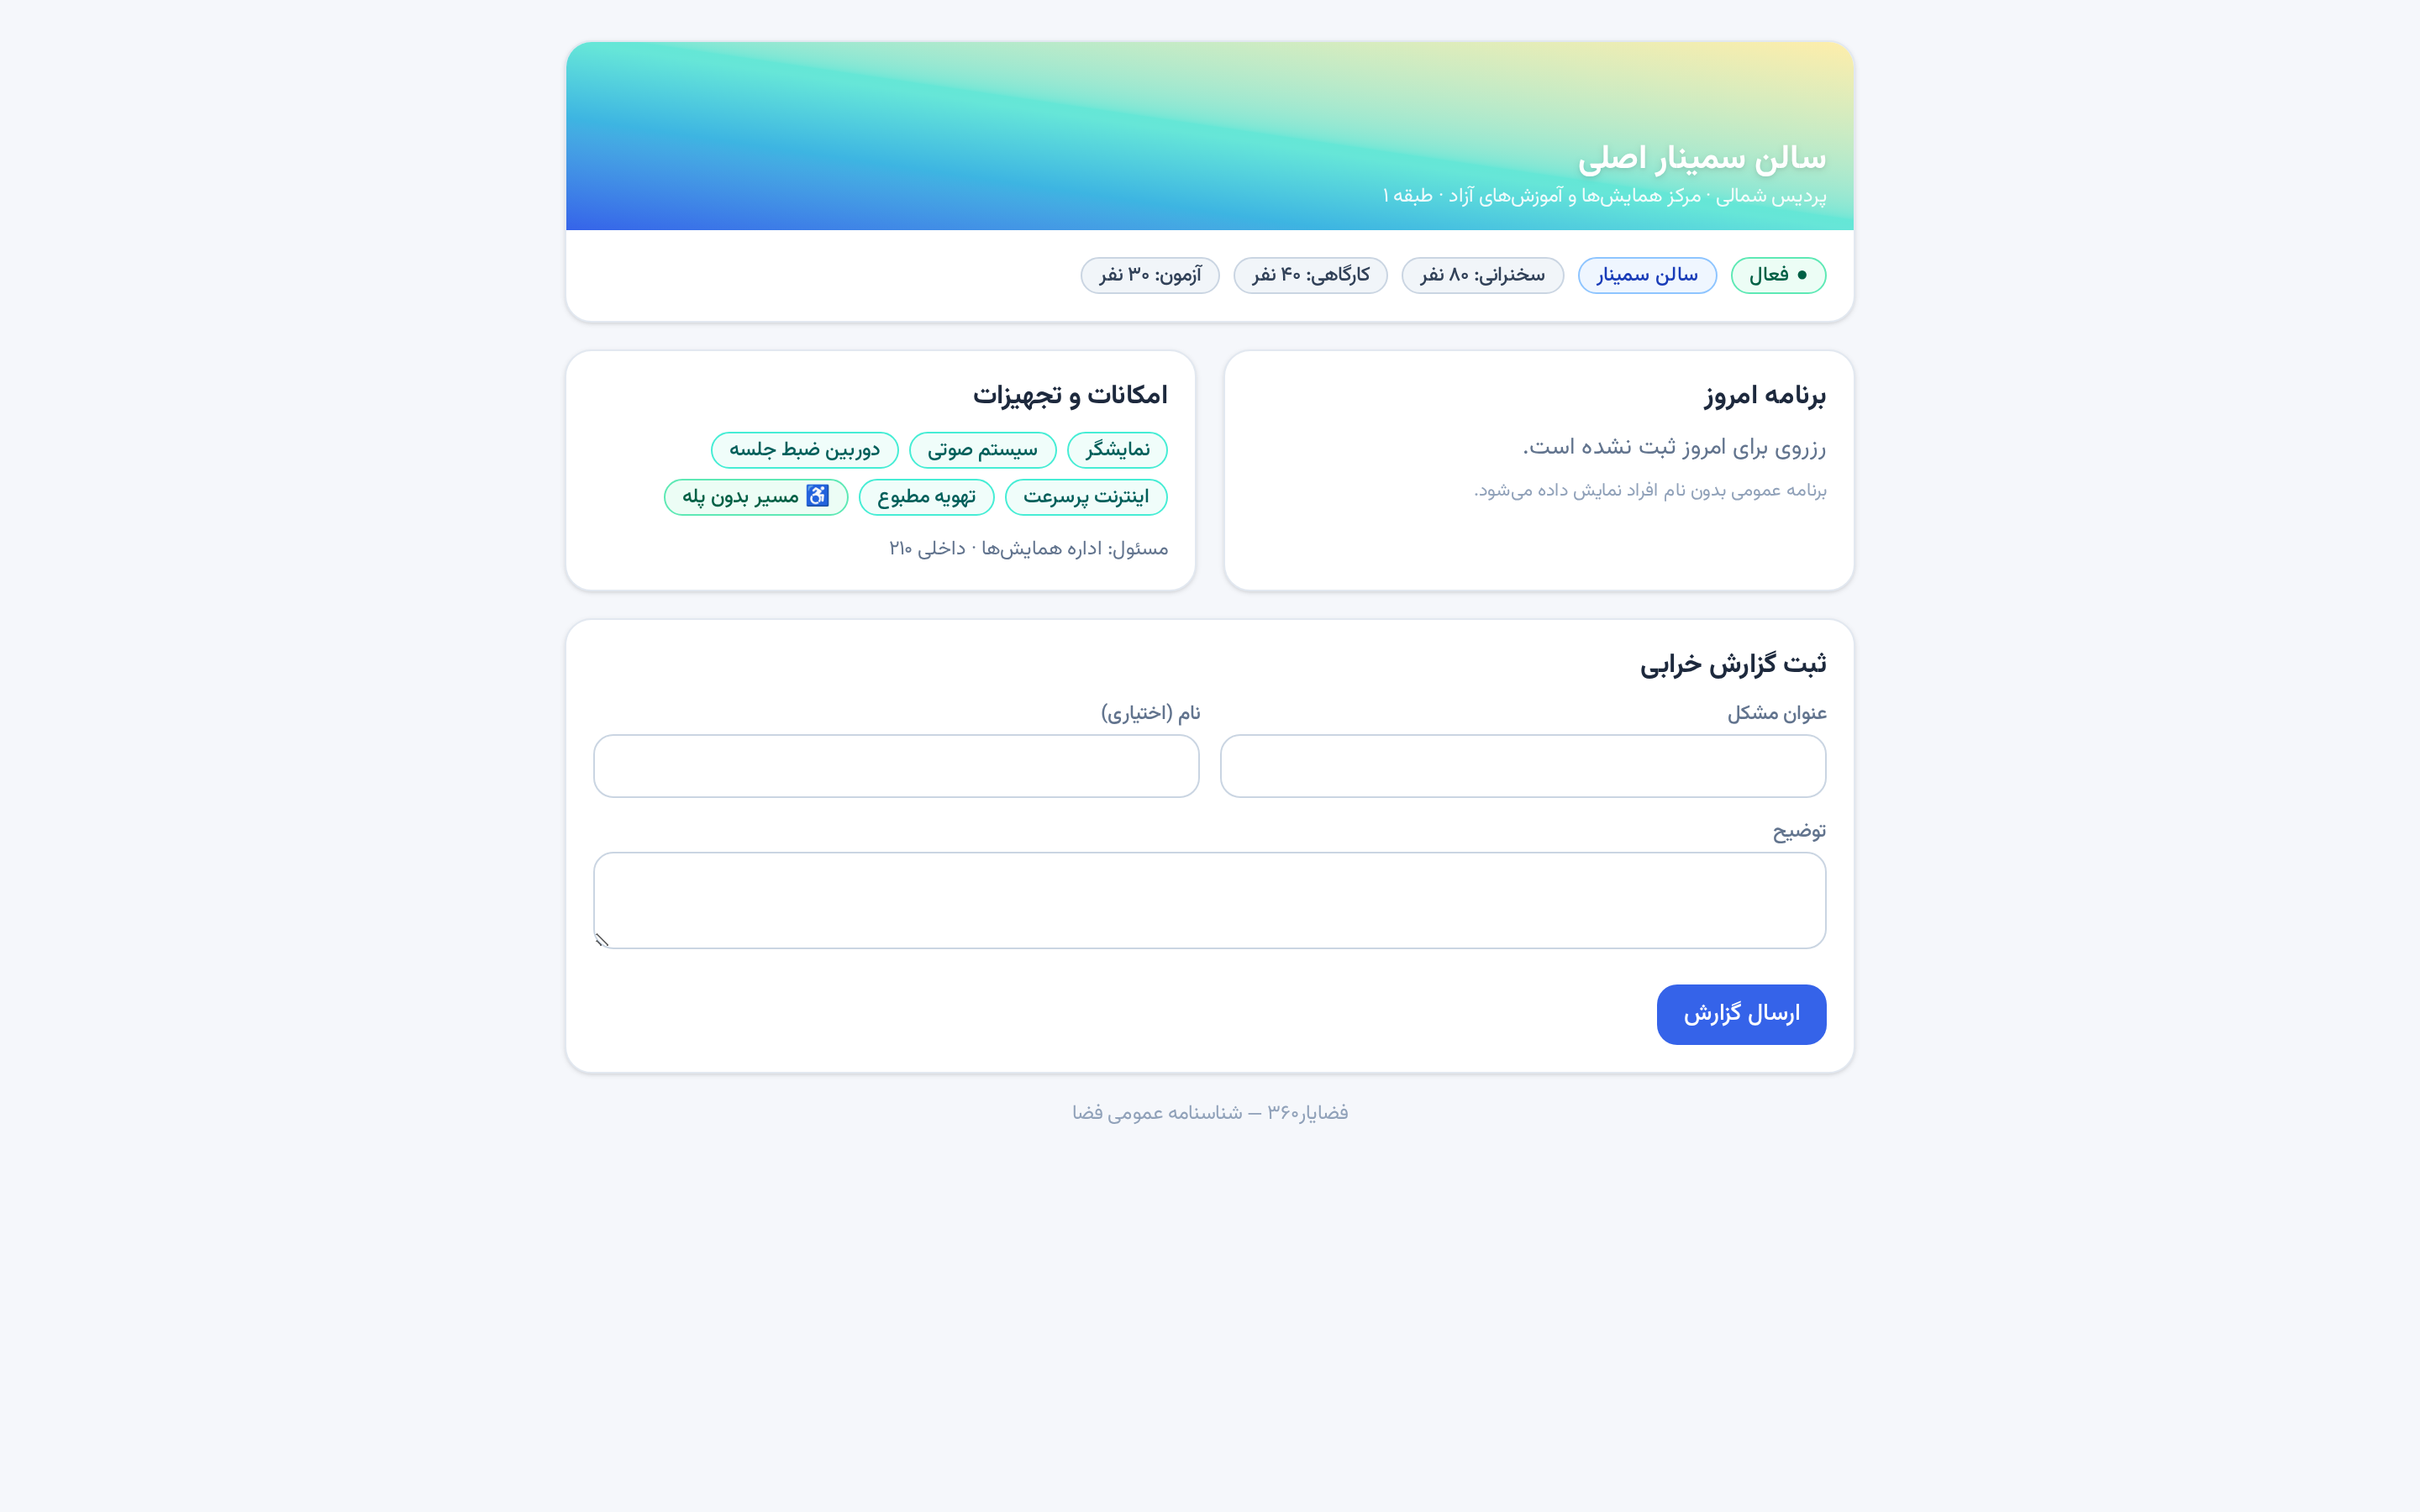 سالن سمینار اصلی
پردیس شمالی · مرکز همایش‌ها و آموزش‌های آزاد · طبقه ۱
● فعال
سالن سمینار
سخنرانی: ۸۰ نفر
کارگاهی: ۴۰ نفر
آزمون: ۳۰ نفر
برنامه امروز
رزروی برای امروز ثبت نشده است.
برنامه عمومی بدون نام افراد نمایش داده می‌شود.
امکانات و تجهیزات
نمایشگر
سیستم صوتی
دوربین ضبط جلسه
اینترنت پرسرعت
تهویه مطبوع
♿ مسیر بدون پله
مسئول: اداره همایش‌ها · داخلی ۲۱۰
ثبت گزارش خرابی
عنوان مشکل
نام (اختیاری)
توضیح
ارسال گزارش
فضایار۳۶۰ — شناسنامه عمومی فضا